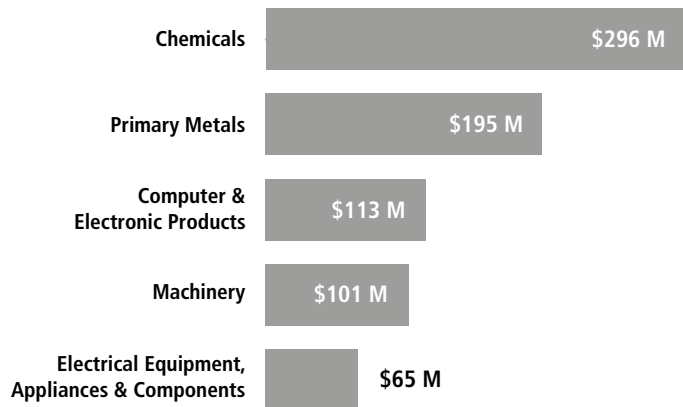 Chemicals
$296 M
Primary Metals
$195 M
Computer &
Electronic Products
$113 M
Machinery
$101 M
Electrical Equipment,
Appliances & Components
$65 M